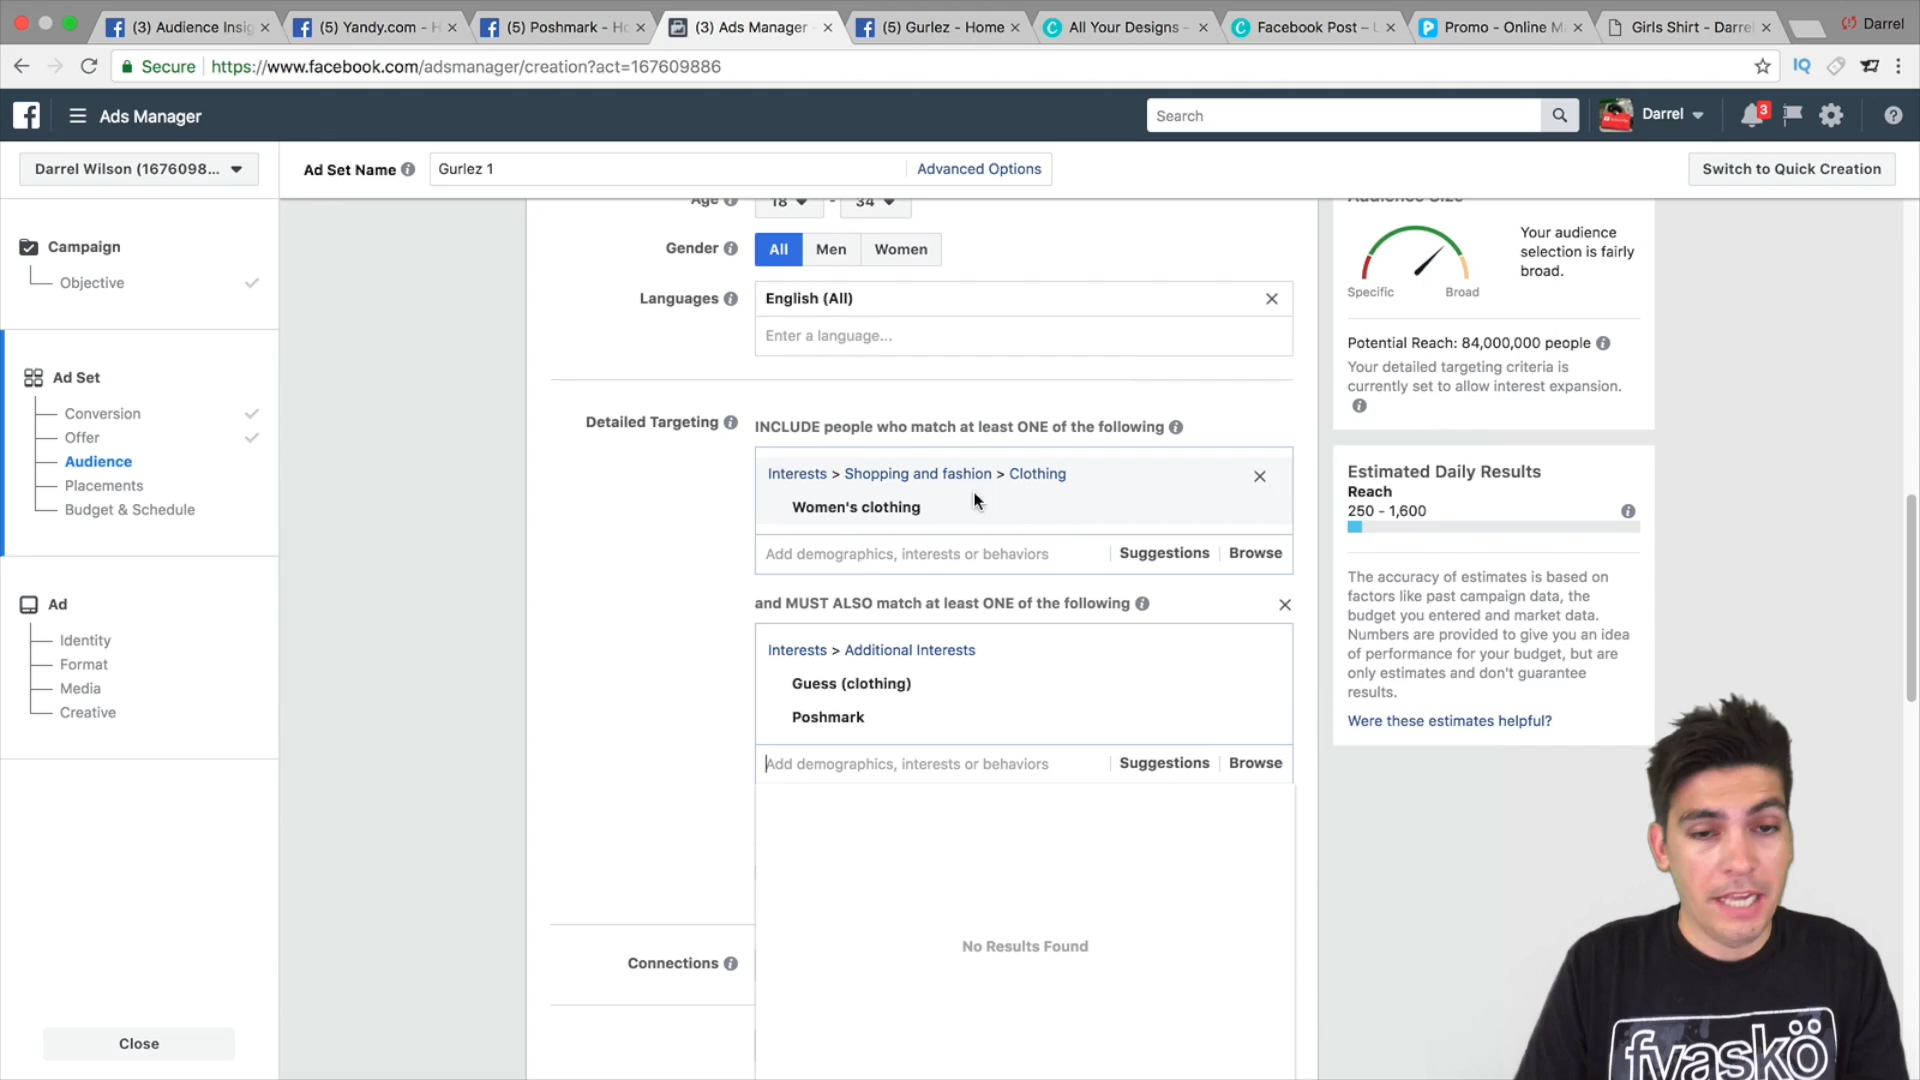 (3) Audience Insig
(5) Yandy.com - H
(5) Poshmark - Ho
(3) Ads Manager -
(5) Gurlez - Home
All Your Designs -
Facebook Post – U
Promo - Online M
Girls Shirt - Darrel
Darrel
Secure
https://www.facebook.com/adsmanager/creation?act=167609886
IQ
Ads Manager
Search
Darrel
3
Darrel Wilson (1676098...
Ad Set Name
Gurlez 1
Advanced Options
Switch to Quick Creation
Campaign
Objective
Ad Set
Conversion
Offer
Audience
Placements
Budget & Schedule
Ad
Identity
Format
Media
Creative
Close
Age
18 - 34
Gender
All
Men
Women
Languages
English (All)
Enter a language...
Detailed Targeting
INCLUDE people who match at least ONE of the following
Interests > Shopping and fashion > Clothing
Women's clothing
Add demographics, interests or behaviors
Suggestions
Browse
and MUST ALSO match at least ONE of the following
Interests > Additional Interests
Guess (clothing)
Poshmark
Add demographics, interests or behaviors
Suggestions
Browse
No Results Found
Connections
Audience Size
Your audience
selection is fairly
broad.
Specific
Broad
Potential Reach: 84,000,000 people
Your detailed targeting criteria is
currently set to allow interest expansion.
Estimated Daily Results
Reach
250 - 1,600
The accuracy of estimates is based on
factors like past campaign data, the
budget you entered and market data.
Numbers are provided to give you an idea
of performance for your budget, but are
only estimates and don't guarantee
results.
Were these estimates helpful?
fyaskö